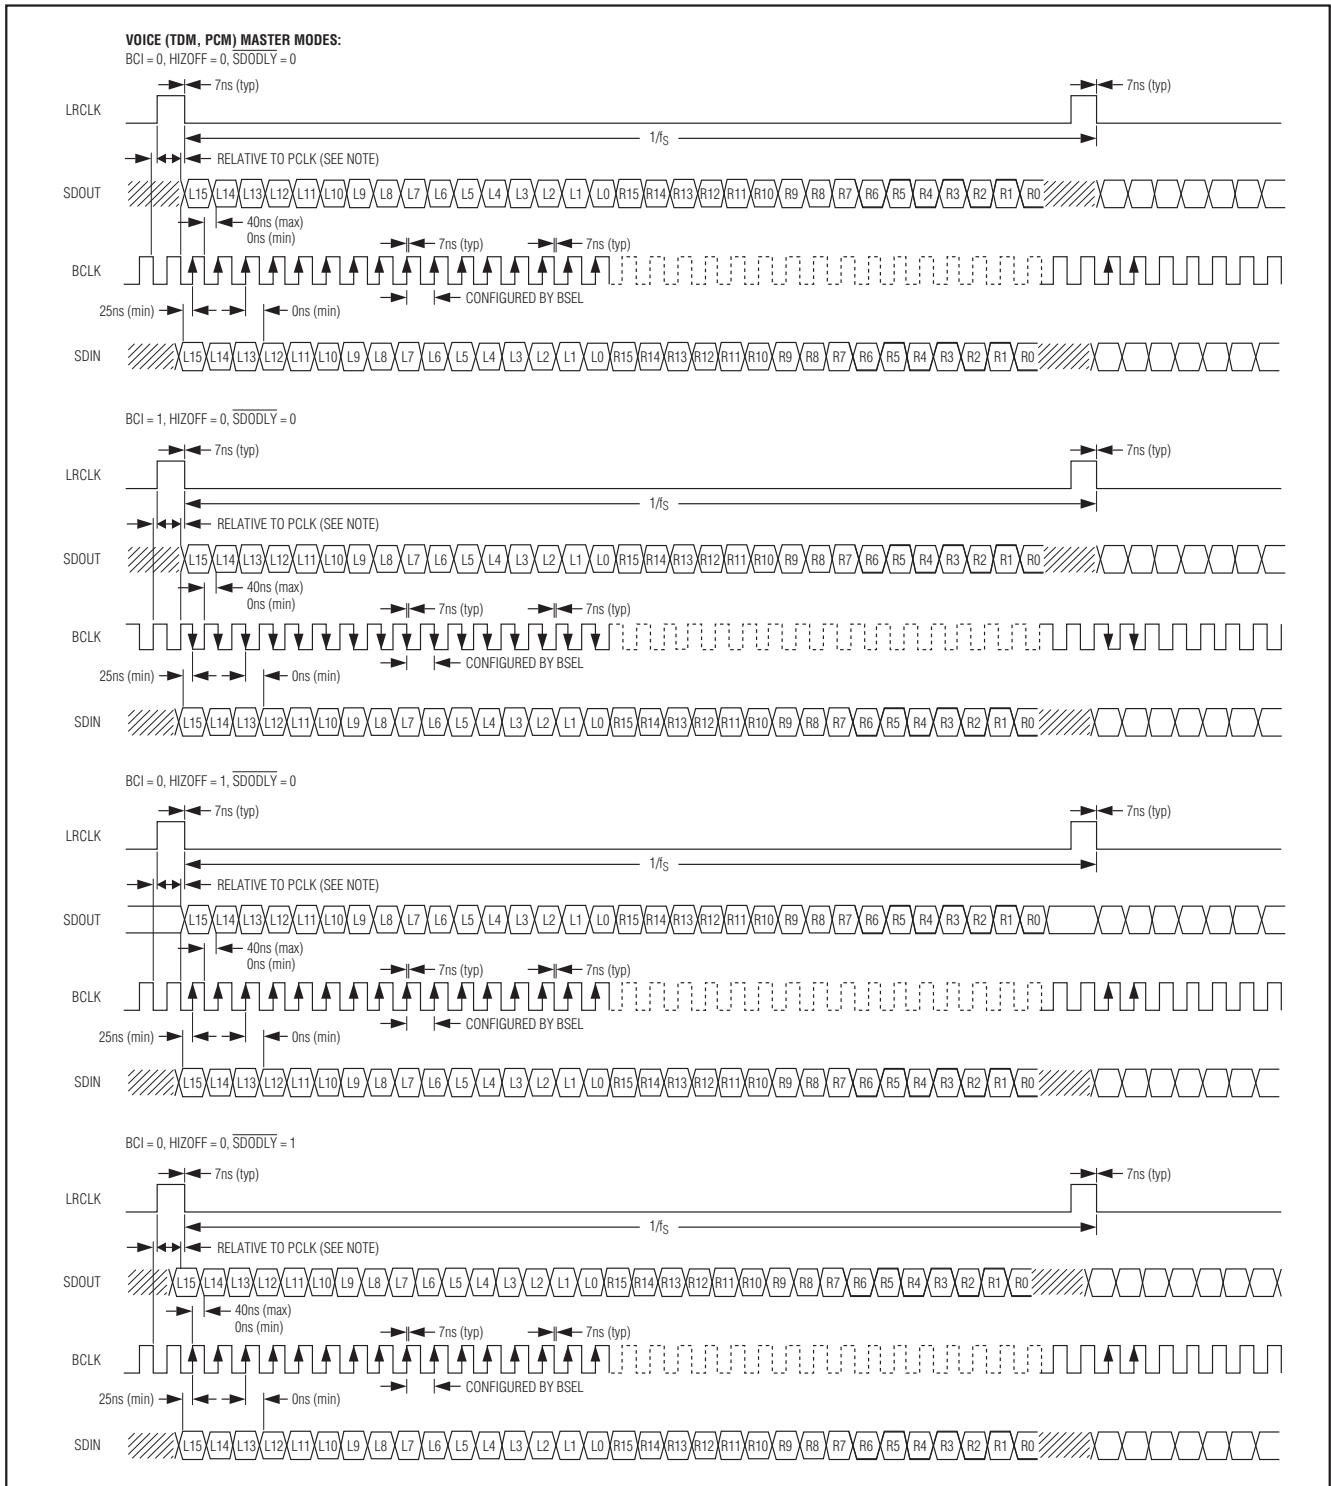 VOICE (TDM, PCM) MASTER MODES:
BCI = 0, HIZOFF = 0, SDODLY = 0
7ns (typ) 7ns (typ)
LRCLK
1/fS
RELATIVE TO PCLK (SEE NOTE)
SDOUT L15 L14 L13 L12 L11 L10 L9 L8 L7 L6 L5 L4 L3 L2 L1 L0 R15 R14 R13 R12 R11 R10 R9 R8 R7 R6 R5 R4 R3 R2 R1 R0
40ns (max)
0ns (min) 7ns (typ) 7ns (typ)
BCLK
CONFIGURED BY BSEL
25ns (min) 0ns (min)
SDIN L15 L14 L13 L12 L11 L10 L9 L8 L7 L6 L5 L4 L3 L2 L1 L0 R15 R14 R13 R12 R11 R10 R9 R8 R7 R6 R5 R4 R3 R2 R1 R0
BCI = 1, HIZOFF = 0, SDODLY = 0
7ns (typ) 7ns (typ)
LRCLK
1/fS
RELATIVE TO PCLK (SEE NOTE)
SDOUT L15 L14 L13 L12 L11 L10 L9 L8 L7 L6 L5 L4 L3 L2 L1 L0 R15 R14 R13 R12 R11 R10 R9 R8 R7 R6 R5 R4 R3 R2 R1 R0
40ns (max)
0ns (min) 7ns (typ) 7ns (typ)
BCLK
CONFIGURED BY BSEL
25ns (min) 0ns (min)
SDIN L15 L14 L13 L12 L11 L10 L9 L8 L7 L6 L5 L4 L3 L2 L1 L0 R15 R14 R13 R12 R11 R10 R9 R8 R7 R6 R5 R4 R3 R2 R1 R0
BCI = 0, HIZOFF = 1, SDODLY = 0
7ns (typ) 7ns (typ)
LRCLK
1/fS
RELATIVE TO PCLK (SEE NOTE)
SDOUT L15 L14 L13 L12 L11 L10 L9 L8 L7 L6 L5 L4 L3 L2 L1 L0 R15 R14 R13 R12 R11 R10 R9 R8 R7 R6 R5 R4 R3 R2 R1 R0
40ns (max)
0ns (min) 7ns (typ) 7ns (typ)
BCLK
CONFIGURED BY BSEL
25ns (min) 0ns (min)
SDIN L15 L14 L13 L12 L11 L10 L9 L8 L7 L6 L5 L4 L3 L2 L1 L0 R15 R14 R13 R12 R11 R10 R9 R8 R7 R6 R5 R4 R3 R2 R1 R0
BCI = 0, HIZOFF = 0, SDODLY = 1
7ns (typ) 7ns (typ)
LRCLK
1/fS
RELATIVE TO PCLK (SEE NOTE)
SDOUT L15 L14 L13 L12 L11 L10 L9 L8 L7 L6 L5 L4 L3 L2 L1 L0 R15 R14 R13 R12 R11 R10 R9 R8 R7 R6 R5 R4 R3 R2 R1 R0
40ns (max)
0ns (min) 7ns (typ) 7ns (typ)
BCLK
CONFIGURED BY BSEL
25ns (min) 0ns (min)
SDIN L15 L14 L13 L12 L11 L10 L9 L8 L7 L6 L5 L4 L3 L2 L1 L0 R15 R14 R13 R12 R11 R10 R9 R8 R7 R6 R5 R4 R3 R2 R1 R0